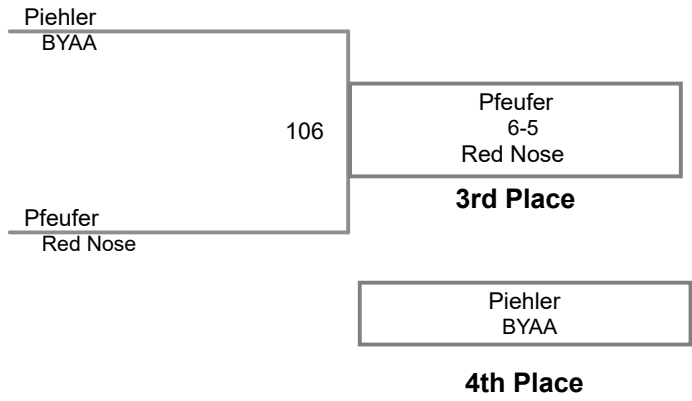 Piehler
BYAA
106
Pfeufer
6-5
Red Nose
3rd Place
Pfeufer
Red Nose
Piehler
BYAA
4th Place